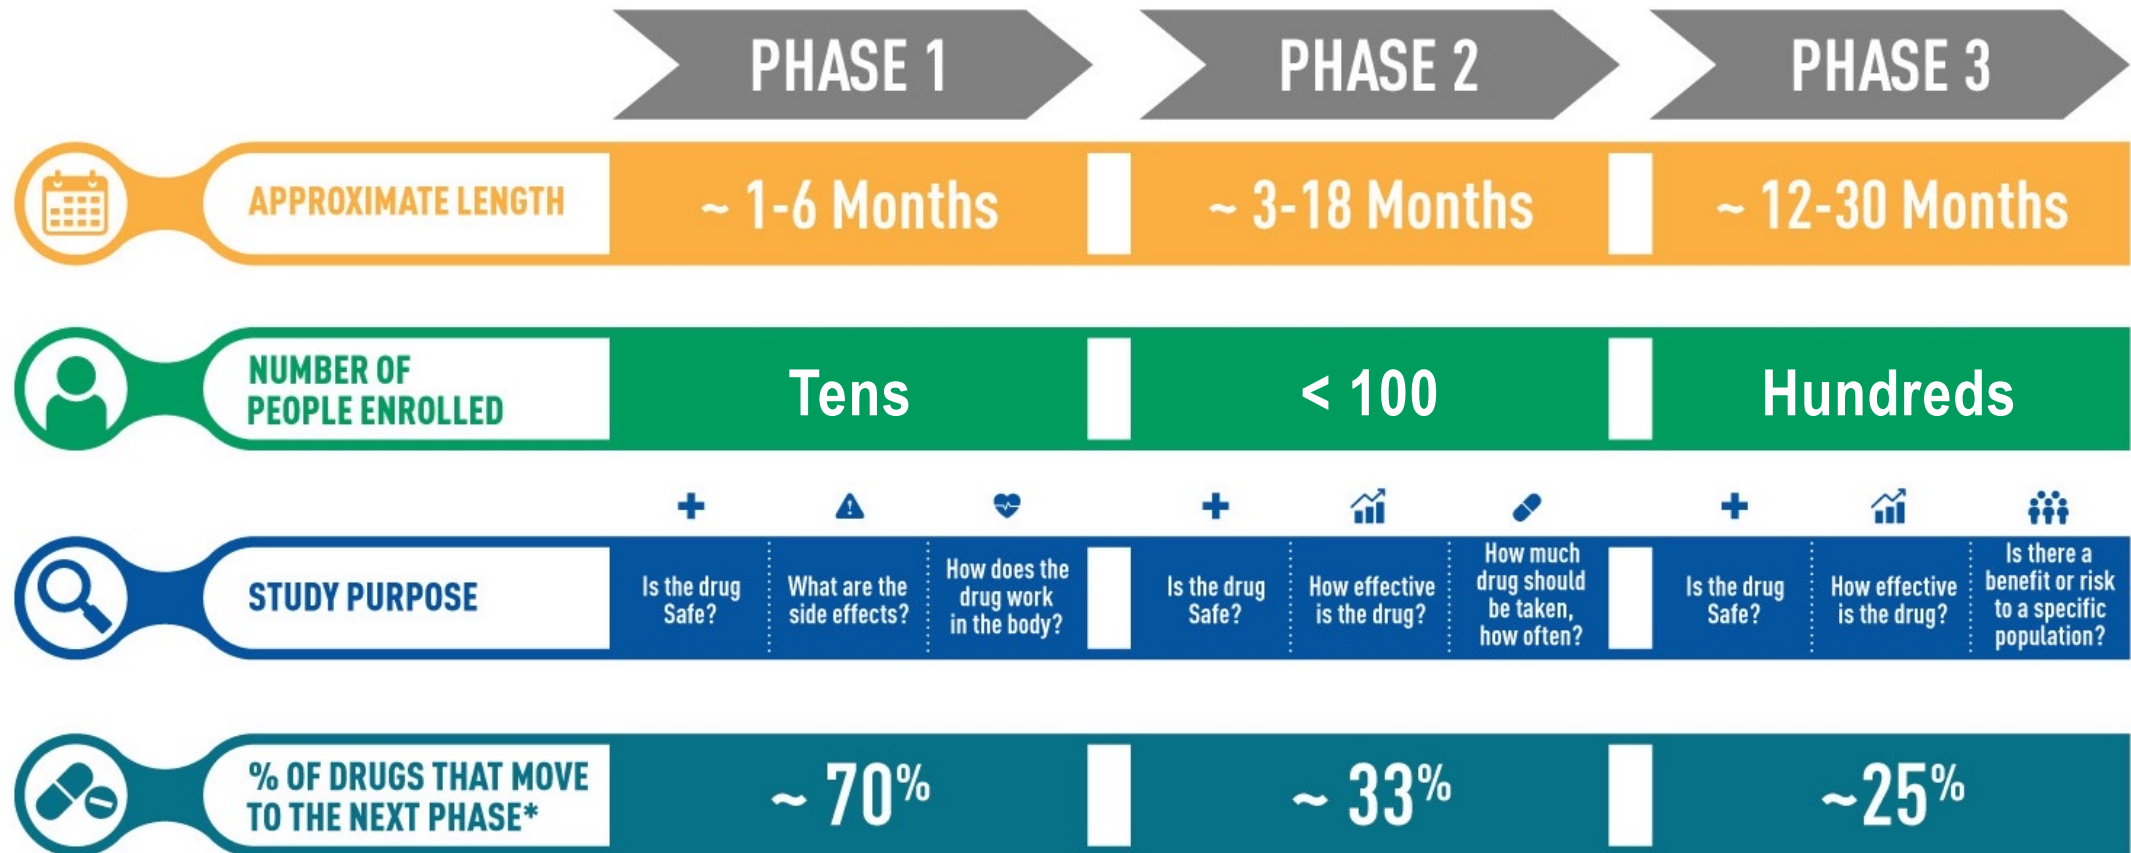 PHASE 1
PHASE 2
PHASE 3
APPROXIMATE LENGTH
~ 1-6 Months
~ 3-18 Months
~ 12-30 Months
NUMBER OF
PEOPLE ENROLLED
Tens
< 100
Hundreds
STUDY PURPOSE
Is the drug
Safe?
What are the
side effects?
How does the
drug work
in the body?
Is the drug
Safe?
How effective
is the drug?
How much
drug should
be taken,
how often?
Is the drug
Safe?
How effective
is the drug?
Is there a
benefit or risk
to a specific
population?
% OF DRUGS THAT MOVE
TO THE NEXT PHASE*
~ 70%
~ 33%
~25%